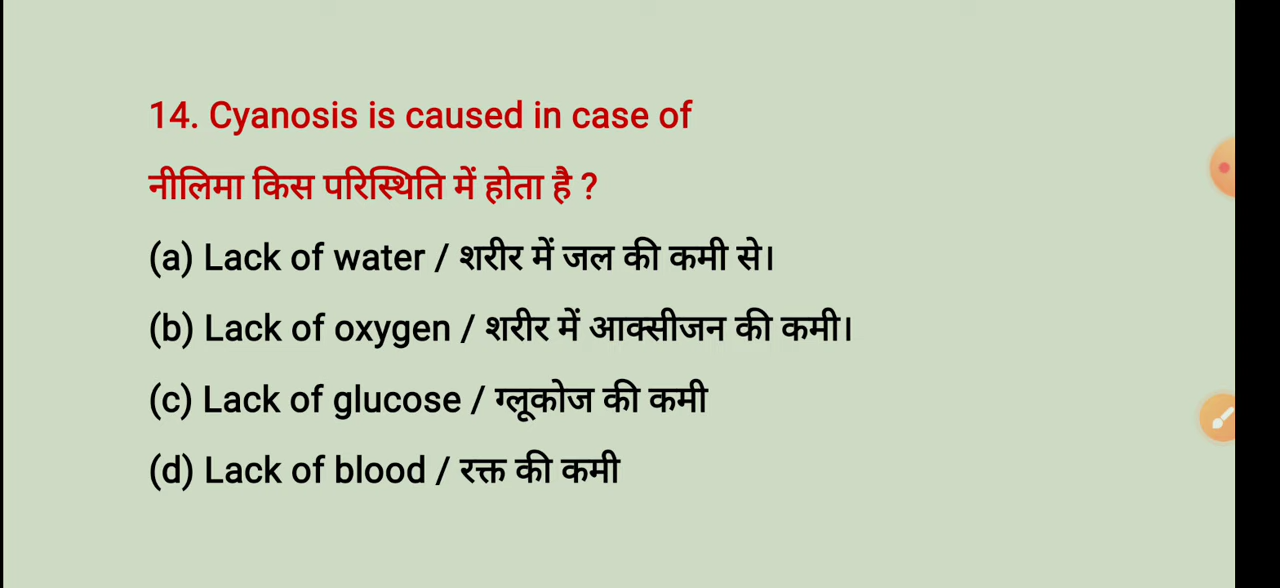 14. Cyanosis is caused in case of
नीलिमा किस परिस्थिति में होता है ?
(a) Lack of water / शरीर में जल की कमी से।
(b) Lack of oxygen / शरीर में आक्सीजन की कमी।
(c) Lack of glucose / ग्लूकोज की कमी
(d) Lack of blood / रक्त की कमी